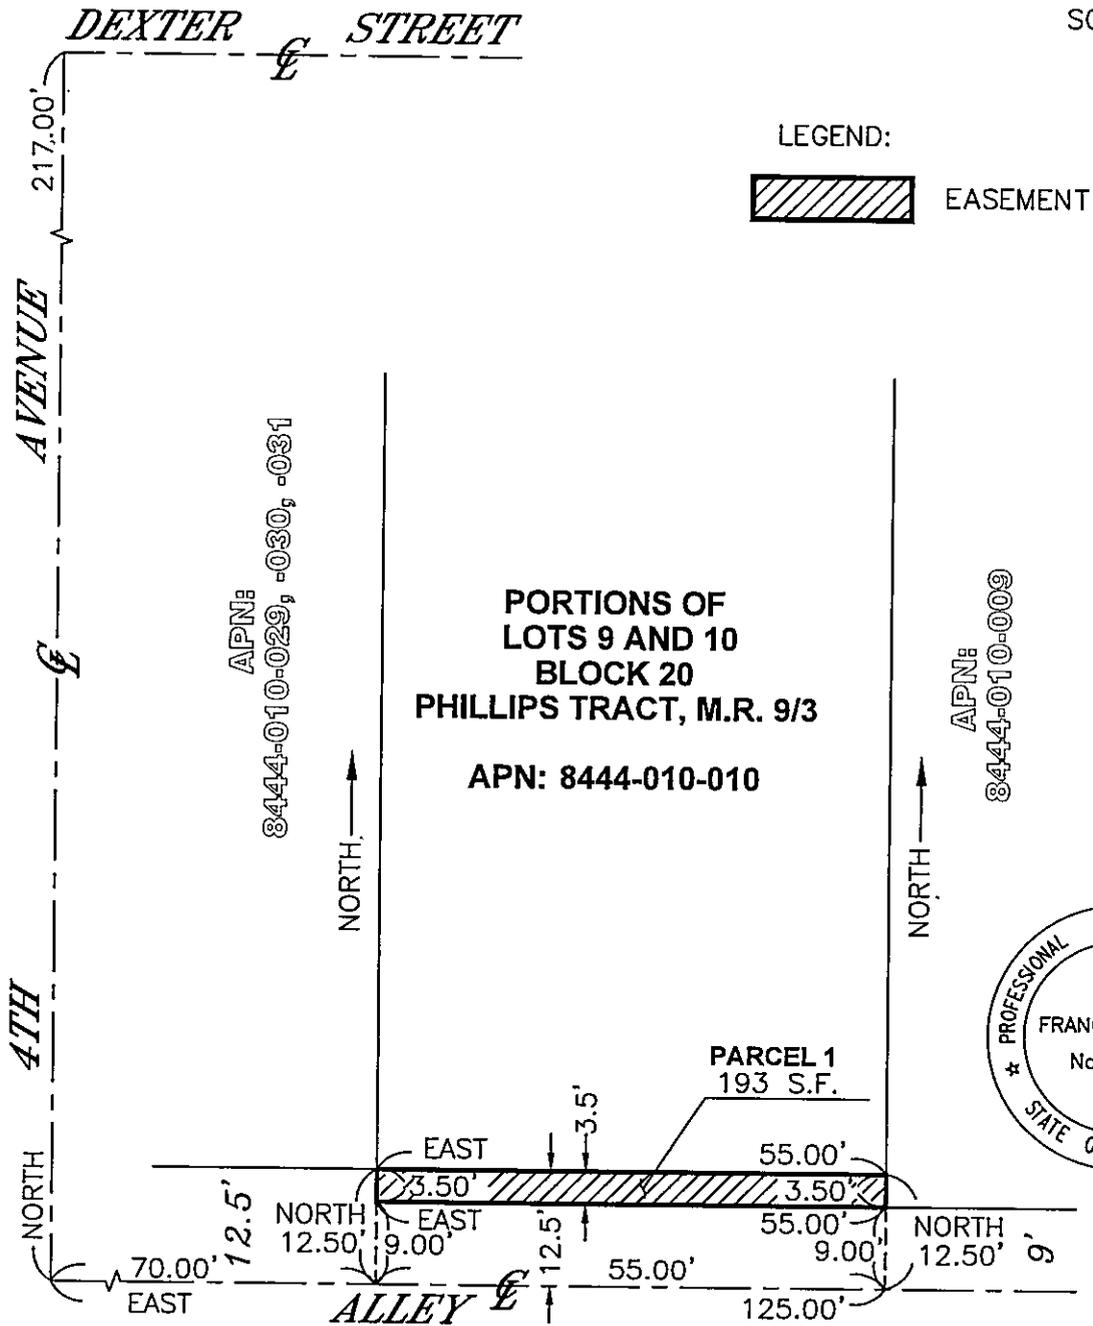 DEXTER STREET
SC
℄
217.00'
LEGEND:
EASEMENT
AVENUE
APN:
8444-010-029, -030, -031
PORTIONS OF
LOTS 9 AND 10
BLOCK 20
PHILLIPS TRACT, M.R. 9/3
APN: 8444-010-010
APN:
8444-010-009
℄
NORTH
NORTH
4TH
PROFESSIONAL
FRANC
No
STATE O
PARCEL 1
193 S.F.
3.5'
EAST
55.00'
3.50'
3.50'
NORTH
12.5'
NORTH
12.50'
EAST
9.00'
12.5'
55.00'
9.00'
NORTH
12.50'
9'
70.00'
EAST
55.00'
ALLEY ℄
125.00'